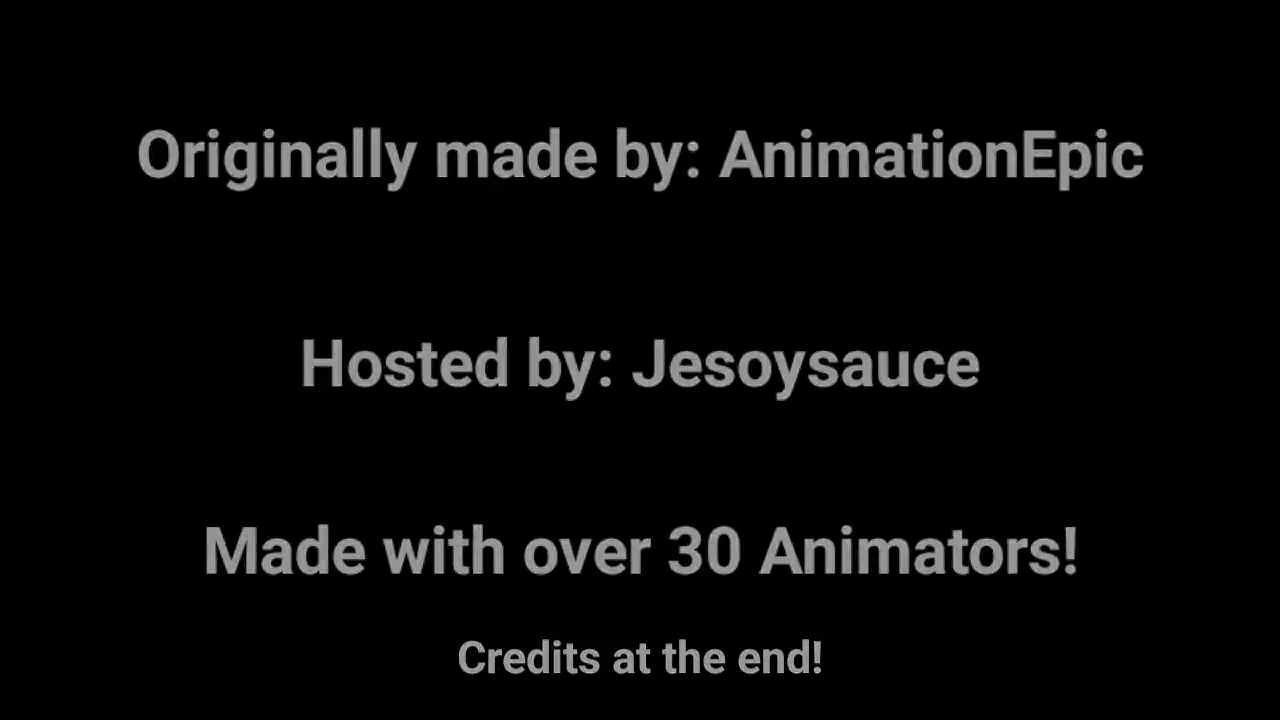 Originally made by: AnimationEpic
Hosted by: Jesoysauce
Made with over 30 Animators!
Credits at the end!